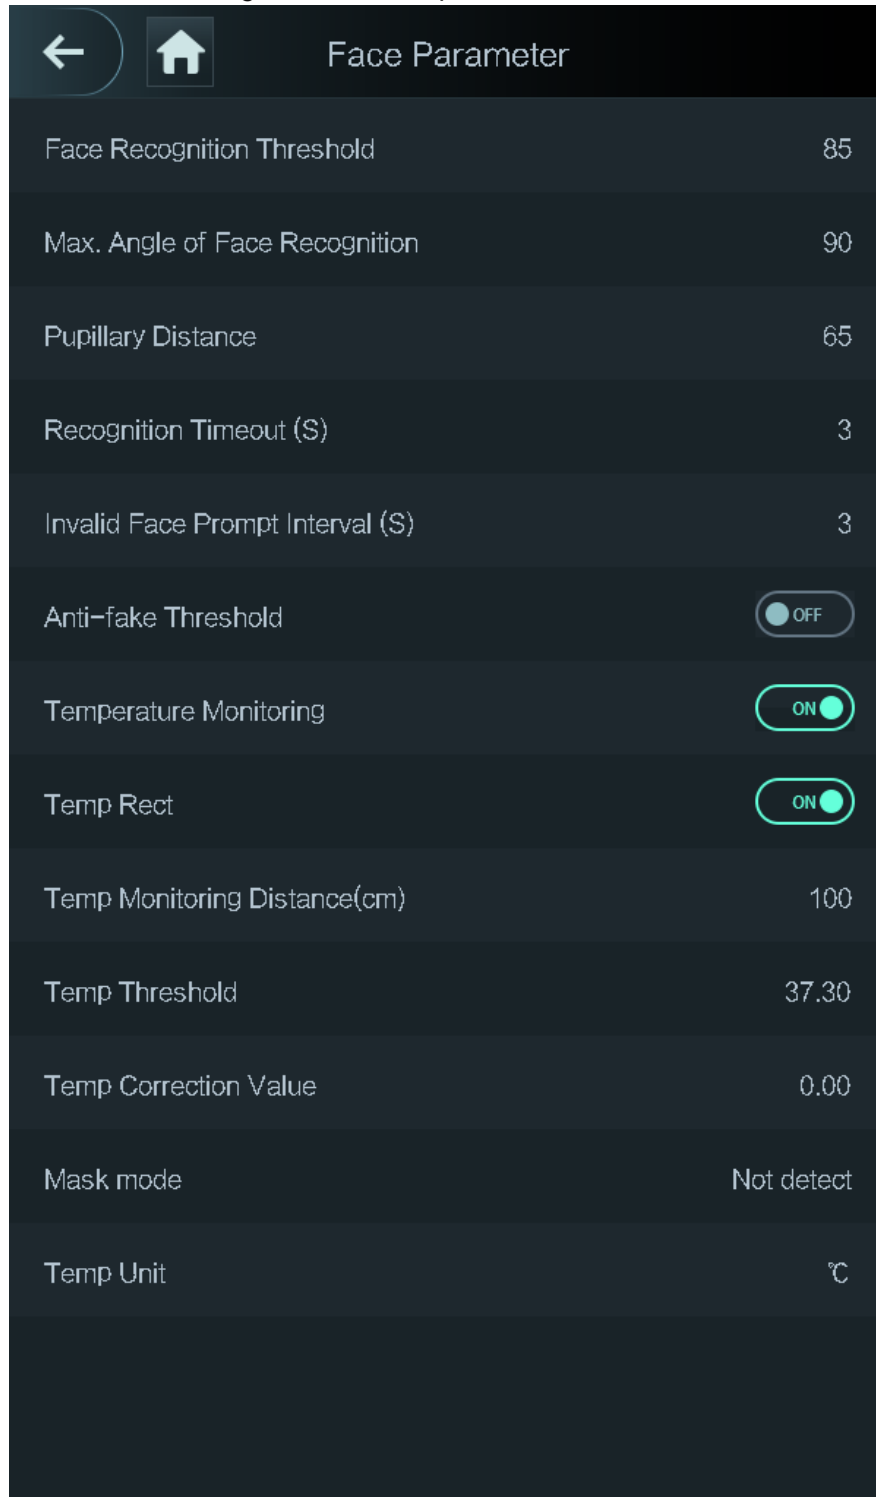 Face Parameter
Face Recognition Threshold 85
Max. Angle of Face Recognition 90
Pupillary Distance 65
Recognition Timeout (S) 3
Invalid Face Prompt Interval (S) 3
Anti-fake Threshold OFF
Temperature Monitoring ON
Temp Rect ON
Temp Monitoring Distance(cm) 100
Temp Threshold 37.30
Temp Correction Value 0.00
Mask mode Not detect
Temp Unit ℃